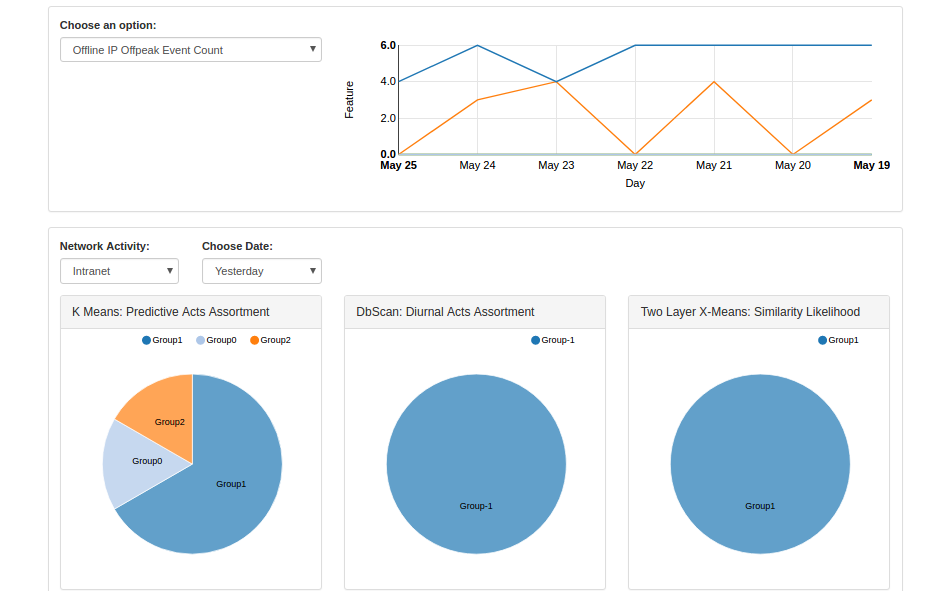 Choose an option:
Offline IP Offpeak Event Count
6.0
4.0
2.0
0.0
Feature
May 25 May 24 May 23 May 22 May 21 May 20 May 19
Day
Network Activity: Choose Date:
Intranet Yesterday
K Means: Predictive Acts Assortment
Group1 Group0 Group2
Group2
Group0
Group1
DbScan: Diurnal Acts Assortment
Group-1
Group-1
Two Layer X-Means: Similarity Likelihood
Group1
Group1